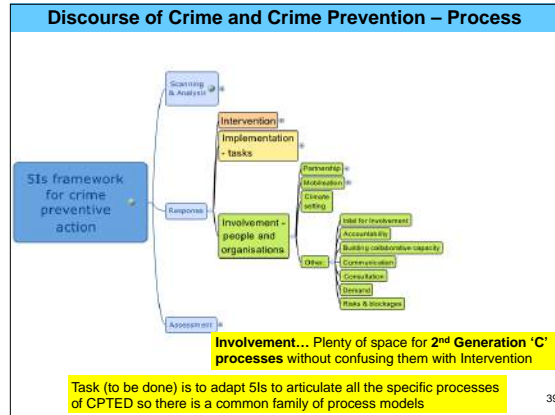 Discourse of Crime and Crime Prevention – Process
Scanning
& Analysis
Intervention
Implementation
- tasks
5Is framework
for crime
preventive
action
Response
Involvement -
people and
organisations
Partnership
Mobilisation
Climate
setting
Other
Intel for Involvement
Accountability
Building collaborative capacity
Communication
Consultation
Demand
Risks & blockages
Assessment
Involvement... Plenty of space for 2nd Generation ‘C’
processes without confusing them with Intervention
Task (to be done) is to adapt 5Is to articulate all the specific processes
of CPTED so there is a common family of process models
39